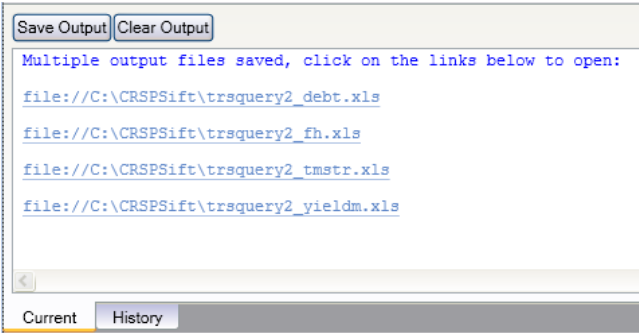 Save Output Clear Output
Multiple output files saved, click on the links below to open:
file://C:\CRSPSift\trsquery2_debt.xls
file://C:\CRSPSift\trsquery2_fh.xls
file://C:\CRSPSift\trsquery2_tmstr.xls
file://C:\CRSPSift\trsquery2_yieldm.xls
Current History